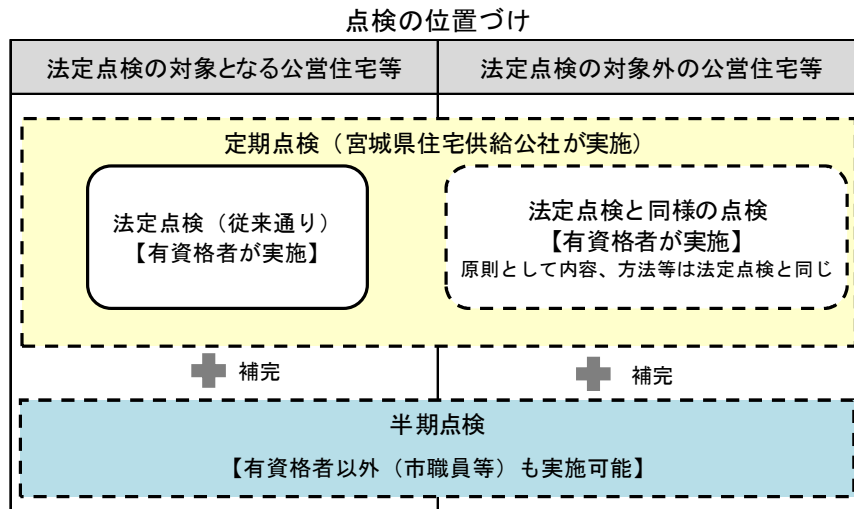 点検の位置づけ
法定点検の対象となる公営住宅等
法定点検の対象外の公営住宅等
定期点検（宮城県住宅供給公社が実施）
法定点検（従来通り）
【有資格者が実施】
法定点検と同様の点検
【有資格者が実施】
原則として内容、方法等は法定点検と同じ
補完
補完
半期点検
【有資格者以外（市職員等）も実施可能】